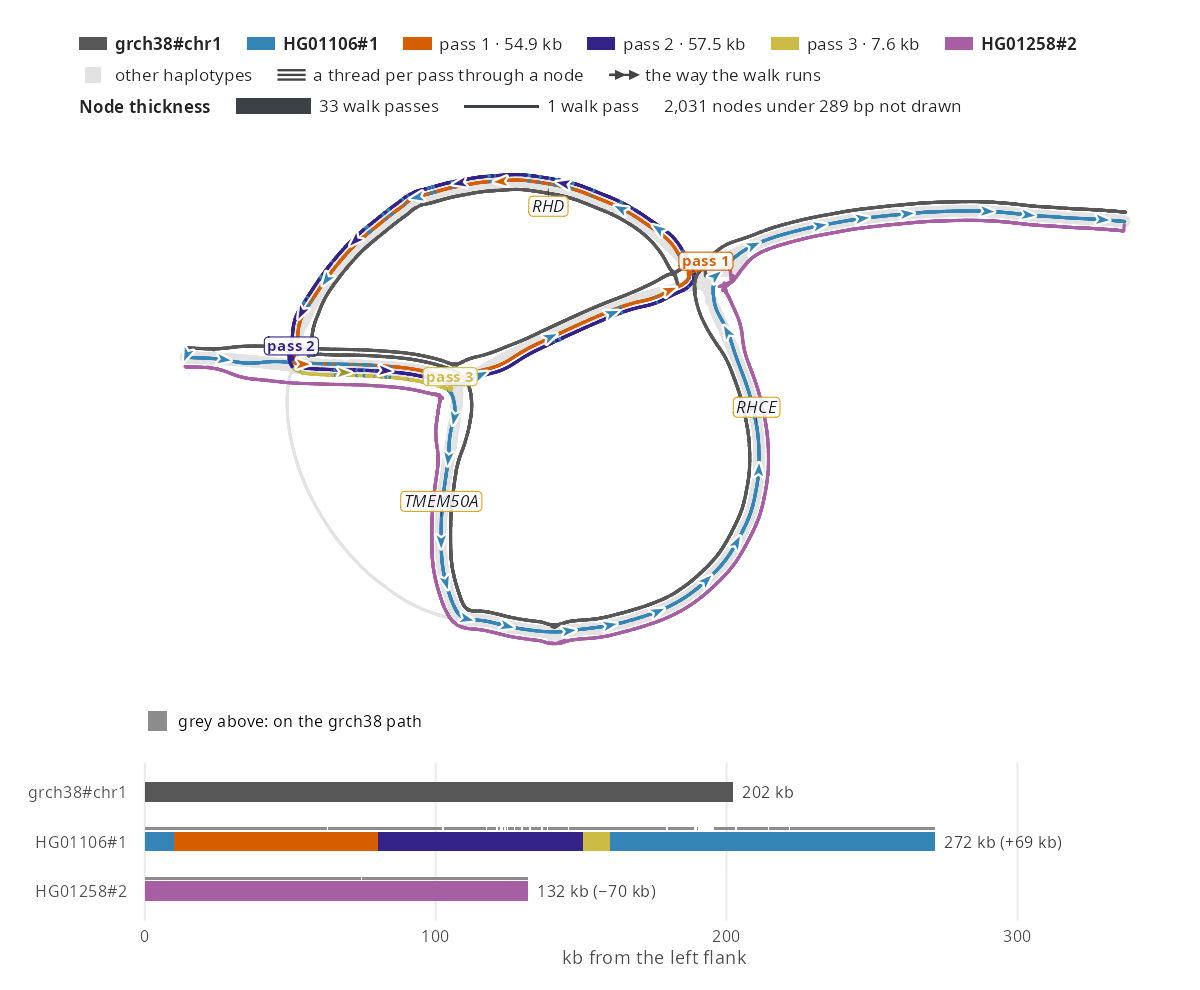 grch38#chr1 HG01106#1 pass 1 · 54.9 kb pass 2 · 57.5 kb pass 3 · 7.6 kb HG01258#2
other haplotypes a thread per pass through a node the way the walk runs
Node thickness 33 walk passes 1 walk pass 2,031 nodes under 289 bp not drawn
RHD
pass 1
pass 2
pass 3
RHCE
TMEM50A
grey above: on the grch38 path
grch38#chr1 202 kb
HG01106#1 272 kb (+69 kb)
HG01258#2 132 kb (−70 kb)
0 100 200 300
kb from the left flank